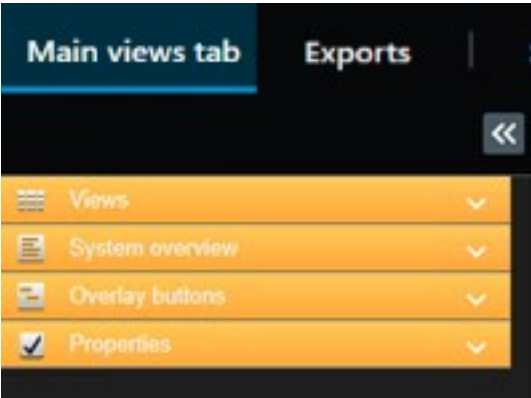 Main views tab Exports
Views
System overview
Overlay buttons
Properties